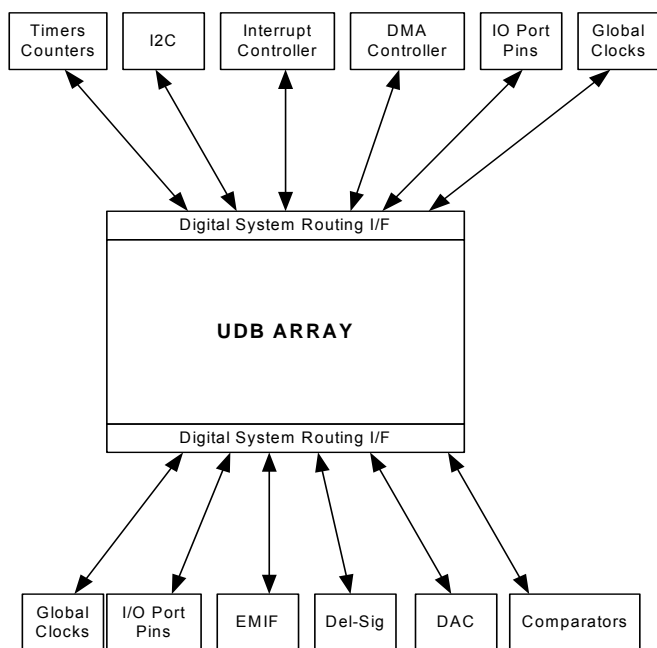 Timers
Counters
I2C
Interrupt
Controller
DMA
Controller
IO Port
Pins
Global
Clocks
Digital System Routing I/F
UDB ARRAY
Digital System Routing I/F
Global
Clocks
I/O Port
Pins
EMIF
Del-Sig
DAC
Comparators